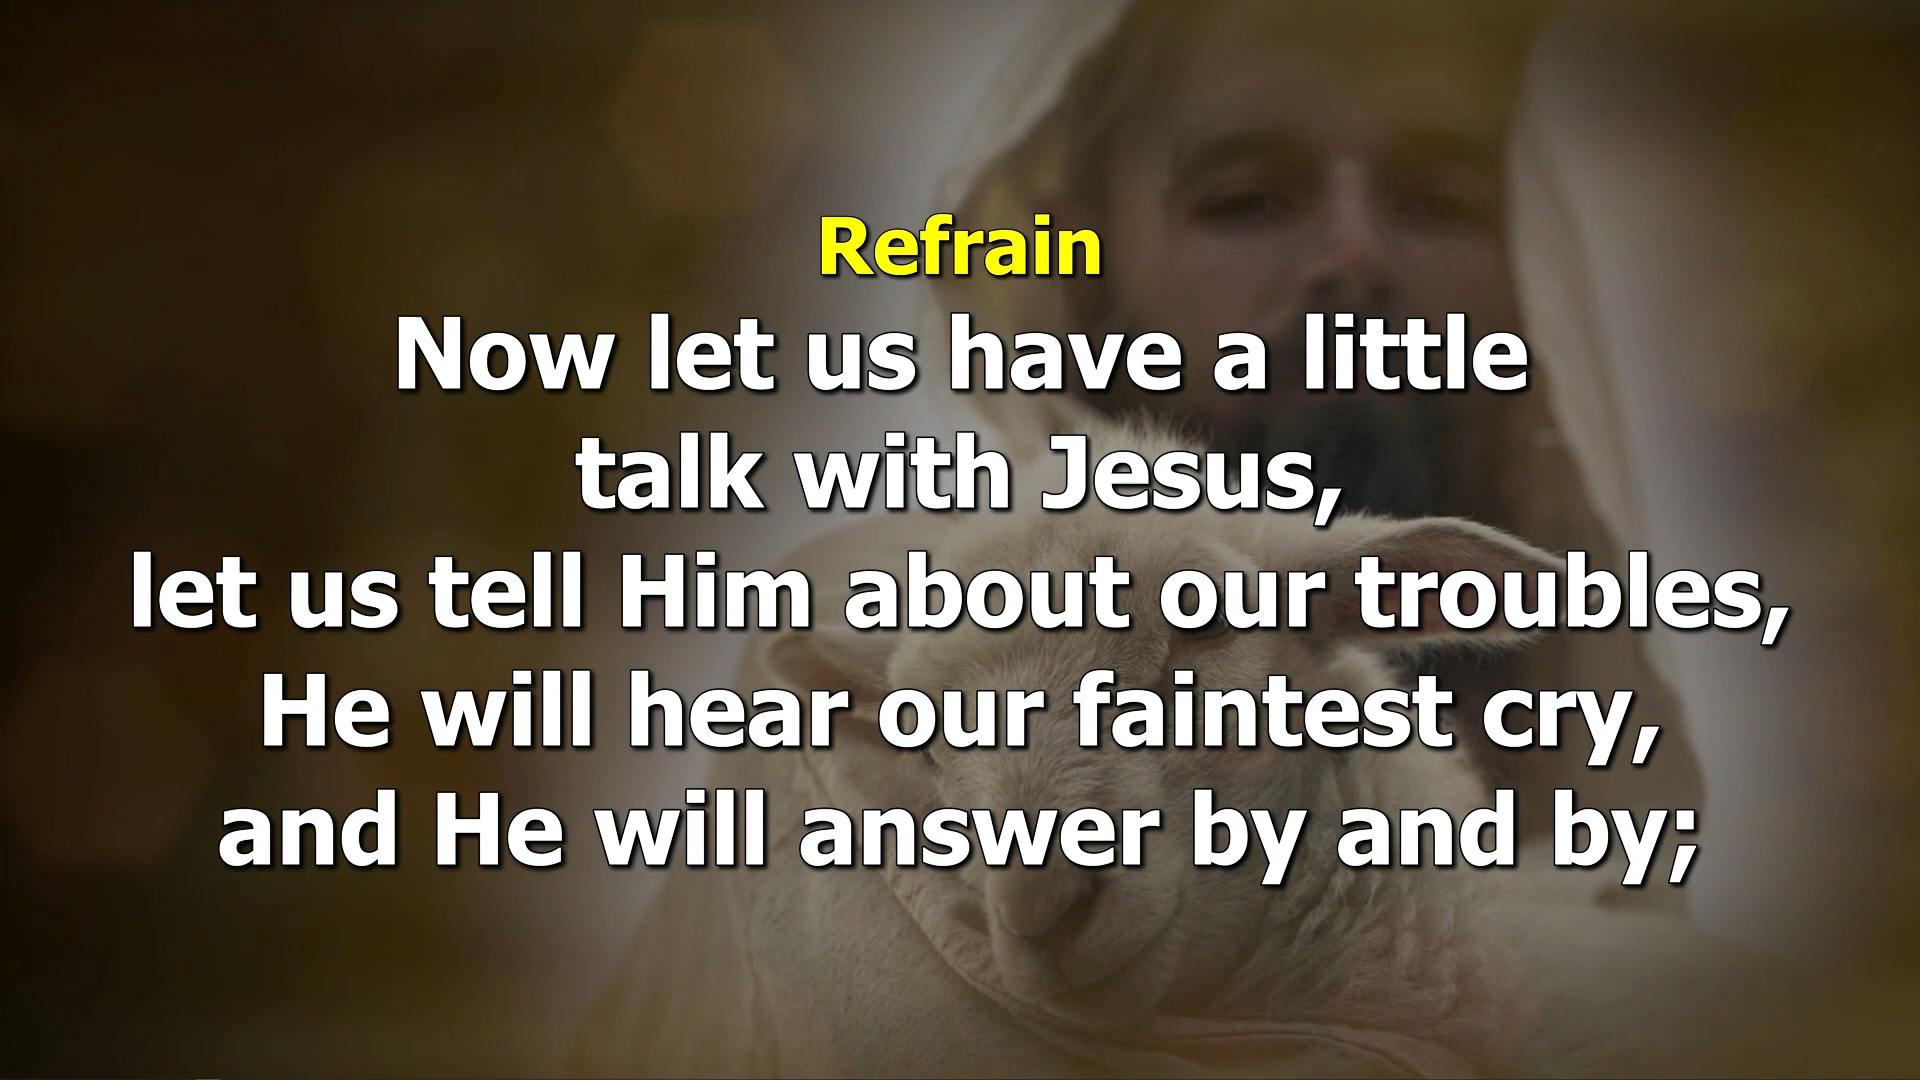 Refrain
Now let us have a little
talk with Jesus,
let us tell Him about our troubles,
He will hear our faintest cry,
and He will answer by and by;